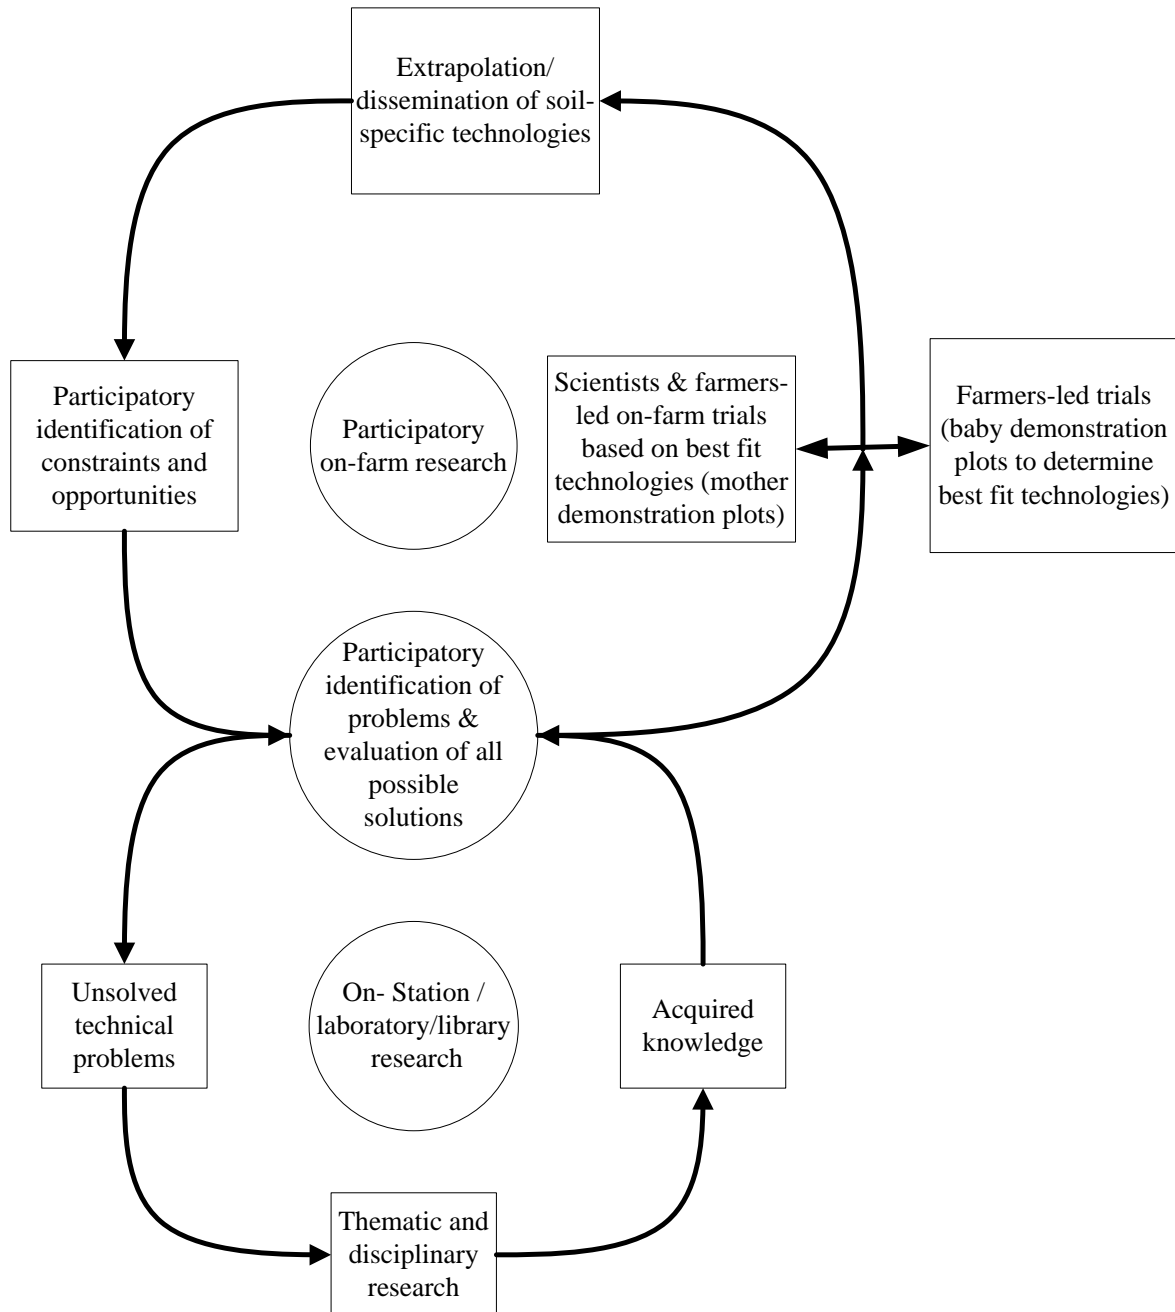 Extrapolation/
dissemination of soil-
specific technologies
Participatory
identification of
constraints and
opportunities
Participatory
on-farm research
Scientists & farmers-
led on-farm trials
based on best fit
technologies (mother
demonstration plots)
Farmers-led trials
(baby demonstration
plots to determine
best fit technologies)
Participatory
identification of
problems &
evaluation of all
possible
solutions
Unsolved
technical
problems
On- Station /
laboratory/library
research
Acquired
knowledge
Thematic and
disciplinary
research